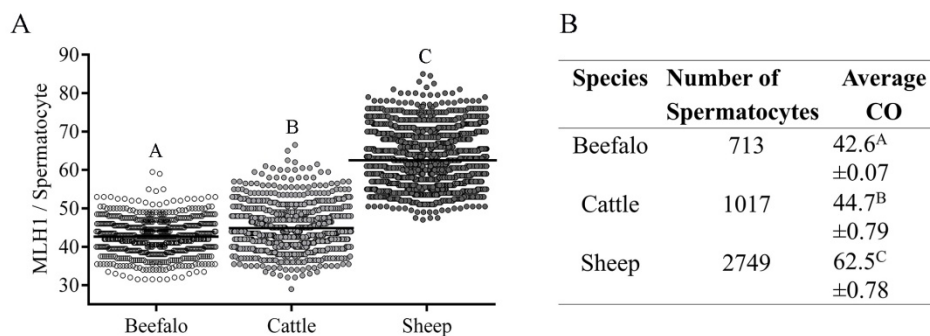 A
MLH1 / Spermatocyte
90
80
70
60
50
40
30
A
B
C
Beefalo Cattle Sheep
B
Species Number of Spermatocytes Average CO
Beefalo 713 42.6ᴬ ±0.07
Cattle 1017 44.7ᴮ ±0.79
Sheep 2749 62.5ᶜ ±0.78